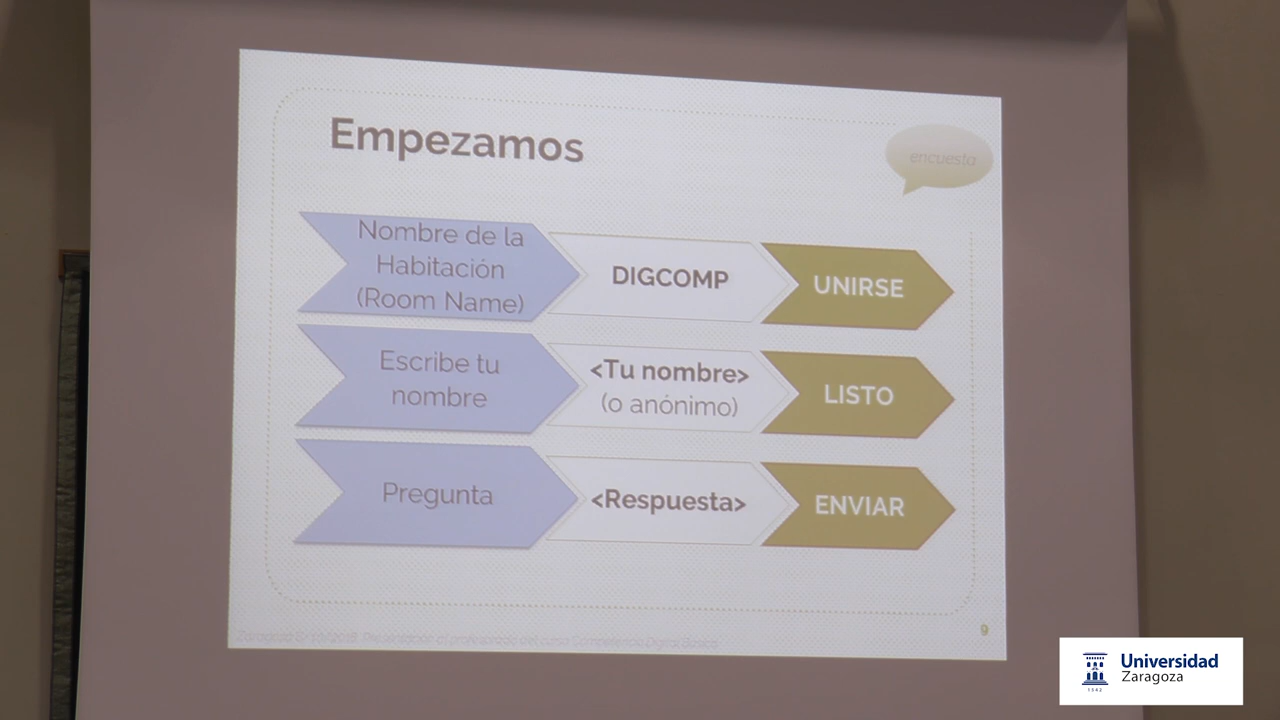 Empezamos
encuesta
Nombre de la
Habitación
(Room Name)
DIGCOMP
UNIRSE
Escribe tu
nombre
<Tu nombre>
(o anónimo)
LISTO
Pregunta
<Respuesta>
ENVIAR
9
Universidad
Zaragoza
1542